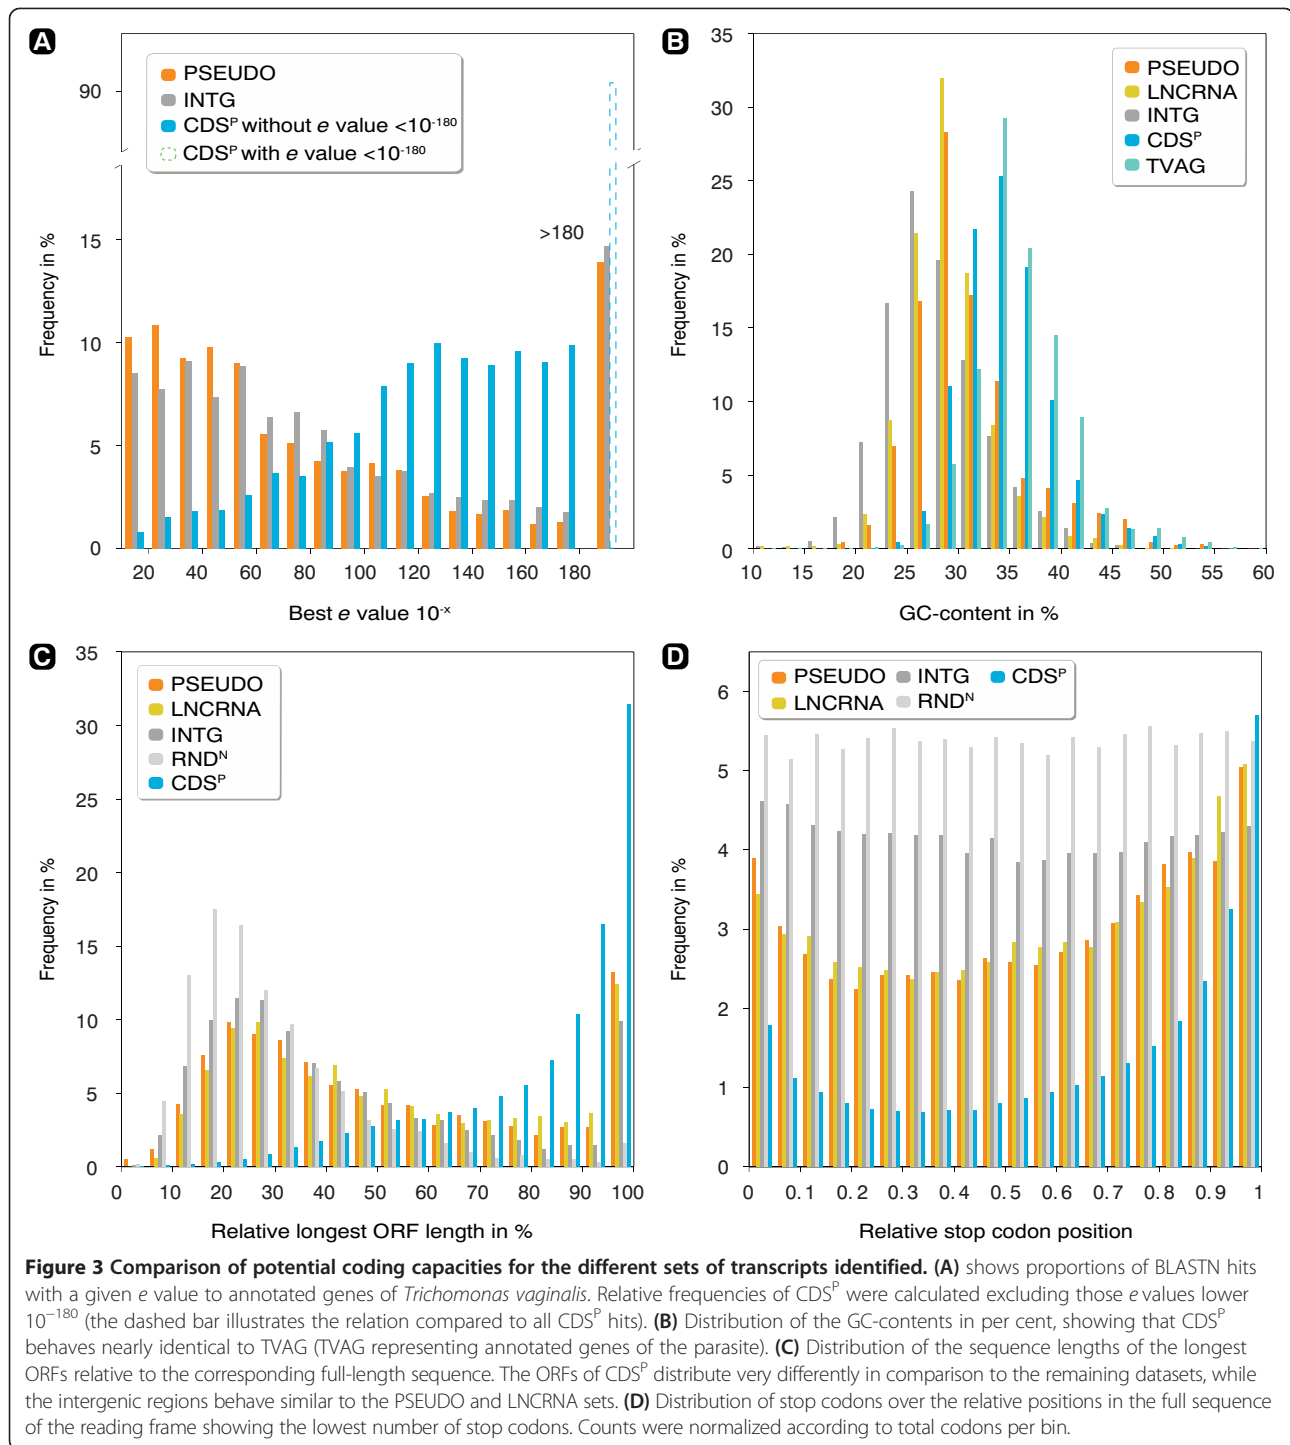 A
90
15
10
5
0
Frequency in %
PSEUDO
INTG
CDSᴾ without e value <10⁻¹⁸⁰
CDSᴾ with e value <10⁻¹⁸⁰
>180
20 40 60 80 100 120 140 160 180
Best e value 10⁻ˣ
B
35
30
25
20
15
10
5
0
Frequency in %
PSEUDO
LNCRNA
INTG
CDSᴾ
TVAG
10 15 20 25 30 35 40 45 50 55 60
GC-content in %
C
35
30
25
20
15
10
5
0
Frequency in %
PSEUDO
LNCRNA
INTG
RNDᴺ
CDSᴾ
0 10 20 30 40 50 60 70 80 90 100
Relative longest ORF length in %
D
6
5
4
3
2
1
0
Frequency in %
PSEUDO INTG CDSᴾ
LNCRNA RNDᴺ
0 0.1 0.2 0.3 0.4 0.5 0.6 0.7 0.8 0.9 1
Relative stop codon position
Figure 3 Comparison of potential coding capacities for the different sets of transcripts identified. (A) shows proportions of BLASTN hits
with a given e value to annotated genes of Trichomonas vaginalis. Relative frequencies of CDSᴾ were calculated excluding those e values lower
10⁻¹⁸⁰ (the dashed bar illustrates the relation compared to all CDSᴾ hits). (B) Distribution of the GC-contents in per cent, showing that CDSᴾ
behaves nearly identical to TVAG (TVAG representing annotated genes of the parasite). (C) Distribution of the sequence lengths of the longest
ORFs relative to the corresponding full-length sequence. The ORFs of CDSᴾ distribute very differently in comparison to the remaining datasets, while
the intergenic regions behave similar to the PSEUDO and LNCRNA sets. (D) Distribution of stop codons over the relative positions in the full sequence
of the reading frame showing the lowest number of stop codons. Counts were normalized according to total codons per bin.